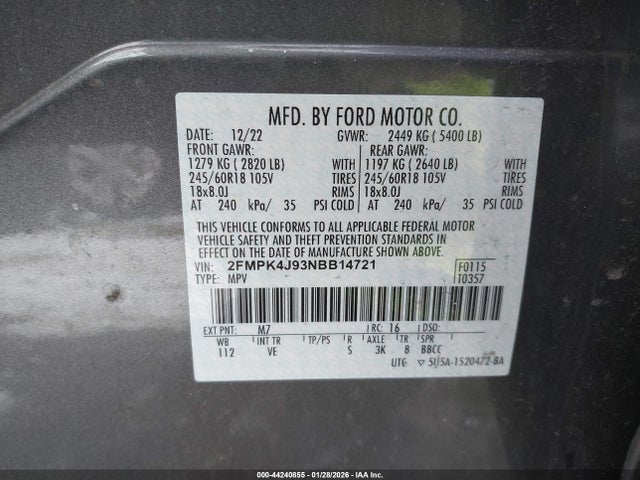 MFD. BY FORD MOTOR CO.
DATE: 12/22 GVWR: 2449 KG ( 5400 LB)
FRONT GAWR: REAR GAWR:
1279 KG ( 2820 LB) WITH 1197 KG ( 2640 LB) WITH
245/60R18 105V TIRES 245/60R18 105V TIRES
18x8.0J RIMS 18x8.0J RIMS
AT 240 kPa/ 35 PSI COLD AT 240 kPa/ 35 PSI COLD
THIS VEHICLE CONFORMS TO ALL APPLICABLE FEDERAL MOTOR
VEHICLE SAFETY AND THEFT PREVENTION STANDARDS IN
EFFECT ON THE DATE OF MANUFACTURE SHOWN ABOVE.
VIN: 2FMPK4J93NBB14721 F0115
TYPE: MPV T0357
EXT PNT: M7 RC: 16 DSO:
WB INT TR TP/PS R AXLE TR SPR
112 VE S 3K 8 BBCC
UTG ▽ 5U5A-1520472-BA
000-44240855 | 01/28/2026 | IAA Inc.